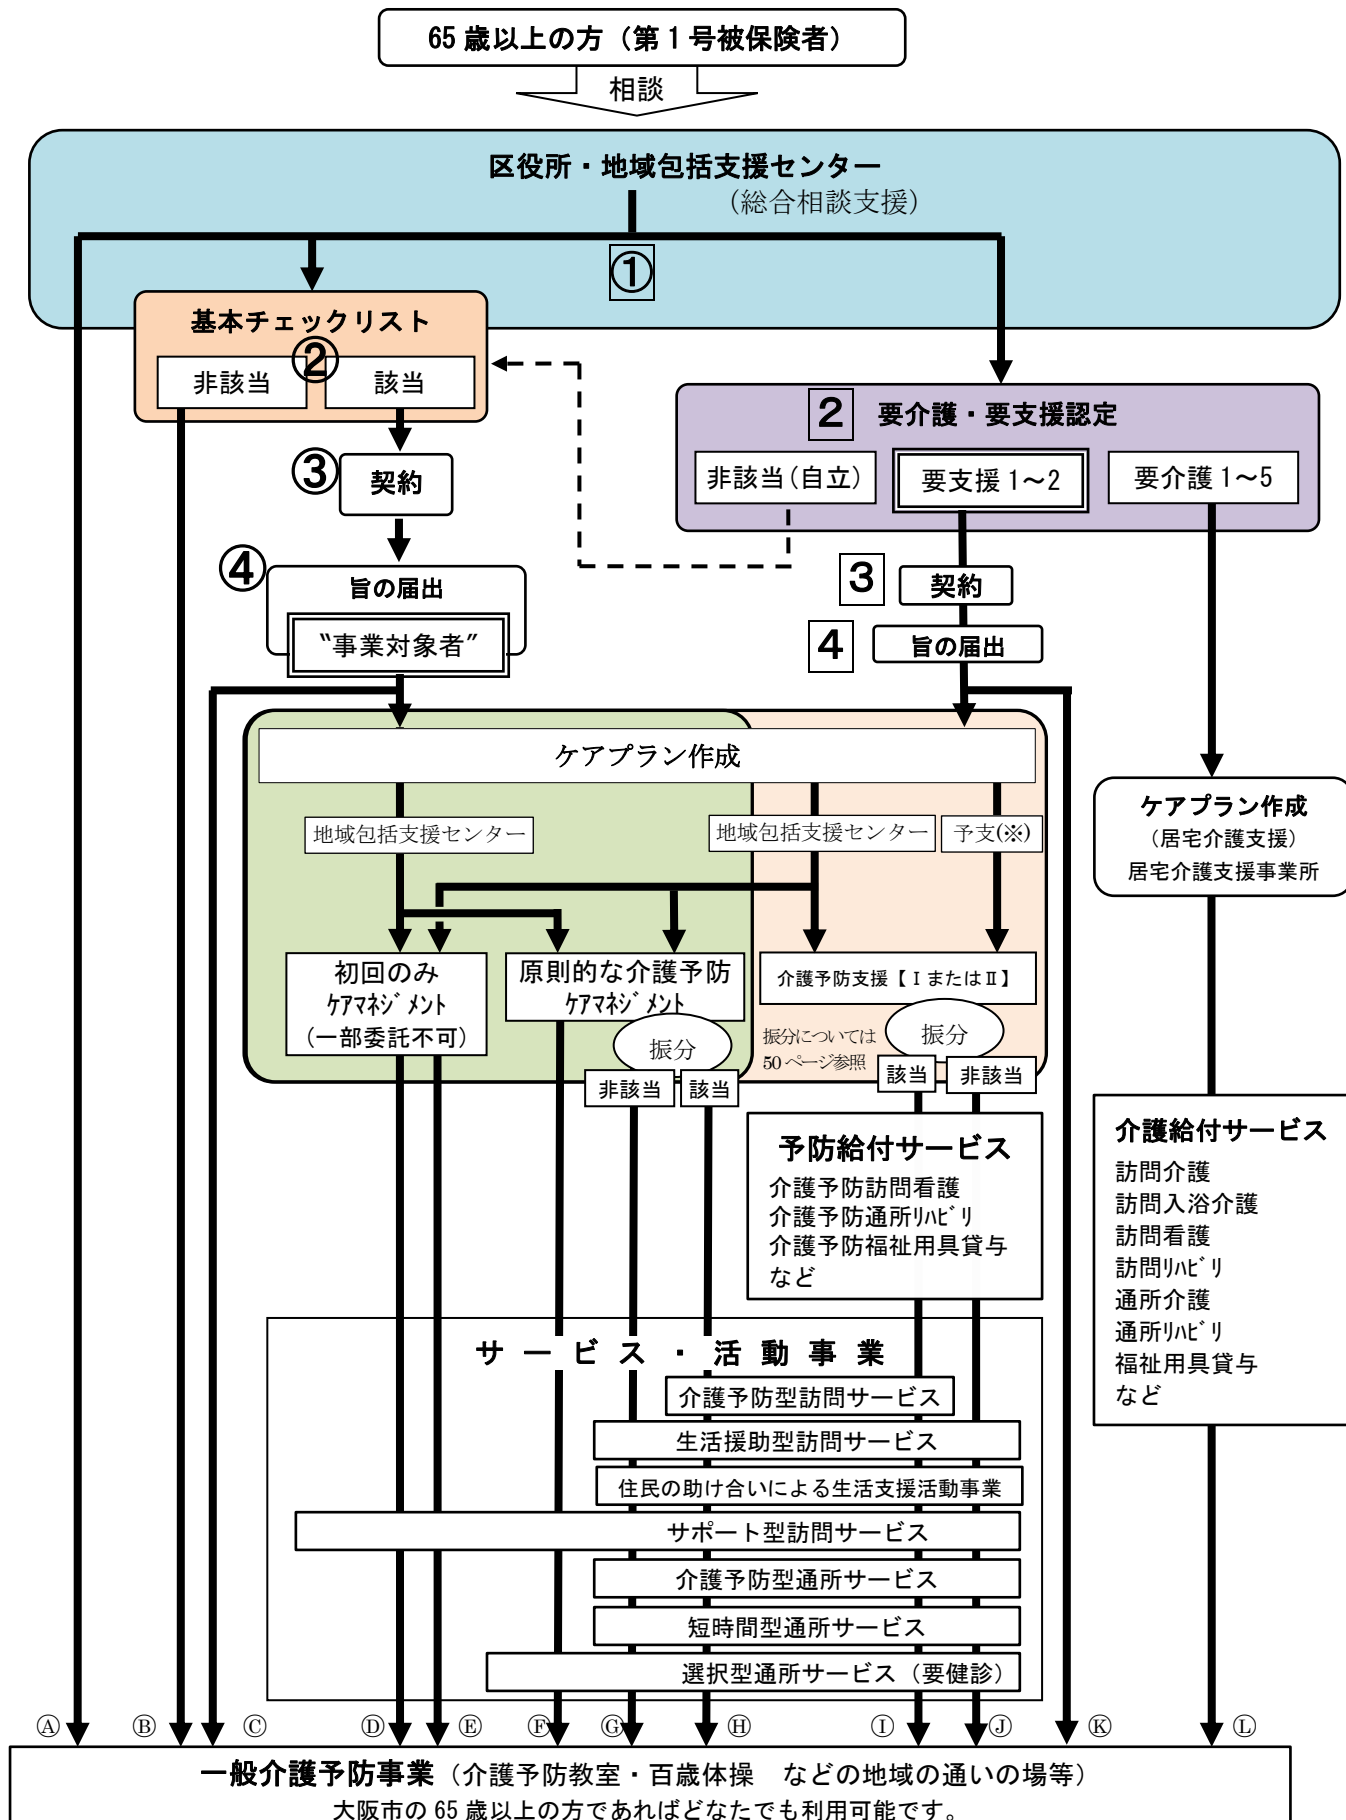 65歳以上の方（第1号被保険者）
相談
区役所・地域包括支援センター
（総合相談支援）
①
基本チェックリスト
②
非該当
該当
2
要介護・要支援認定
非該当（自立）
要支援1～2
要介護1～5
③
契約
3
契約
④
旨の届出
“事業対象者”
4
旨の届出
ケアプラン作成
地域包括支援センター
地域包括支援センター
予支(※)
ケアプラン作成
（居宅介護支援）
居宅介護支援事業所
初回のみ
ｹｱﾏﾈｼﾞﾒﾝﾄ
（一部委託不可）
原則的な介護予防
ｹｱﾏﾈｼﾞﾒﾝﾄ
介護予防支援【ⅠまたはⅡ】
振分
振分については
50ページ参照
振分
非該当
該当
該当
非該当
予防給付サービス
介護予防訪問看護
介護予防通所ﾘﾊﾋﾞﾘ
介護予防福祉用具貸与
など
介護給付サービス
訪問介護
訪問入浴介護
訪問看護
訪問ﾘﾊﾋﾞﾘ
通所介護
通所ﾘﾊﾋﾞﾘ
福祉用具貸与
など
サービス・活動事業
介護予防型訪問サービス
生活援助型訪問サービス
住民の助け合いによる生活支援活動事業
サポート型訪問サービス
介護予防型通所サービス
短時間型通所サービス
選択型通所サービス（要健診）
Ⓐ Ⓑ Ⓒ Ⓓ Ⓔ Ⓕ Ⓖ Ⓗ Ⓘ Ⓙ Ⓚ Ⓛ
一般介護予防事業（介護予防教室・百歳体操　などの地域の通いの場等）
大阪市の65歳以上の方であればどなたでも利用可能です。